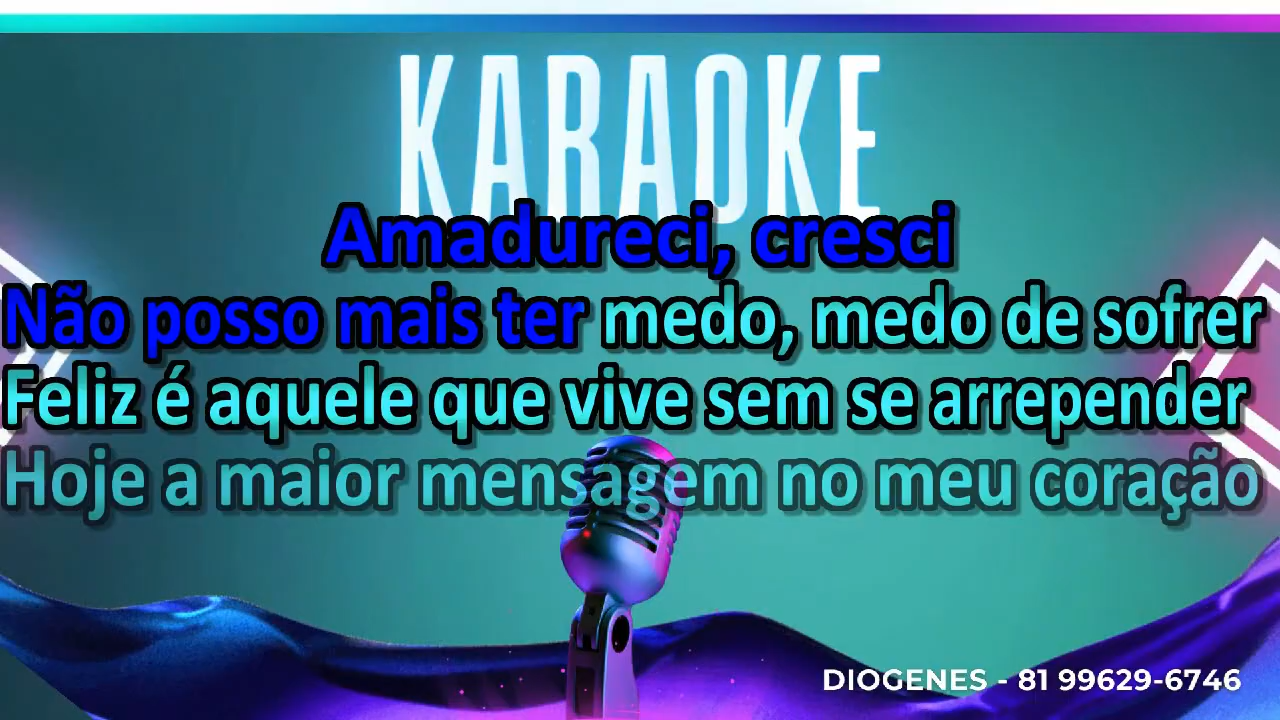 KARAOKE
Amadureci, cresci
Não posso mais ter medo, medo de sofrer
Feliz é aquele que vive sem se arrepender
Hoje a maior mensagem no meu coração
DIOGENES - 81 99629-6746